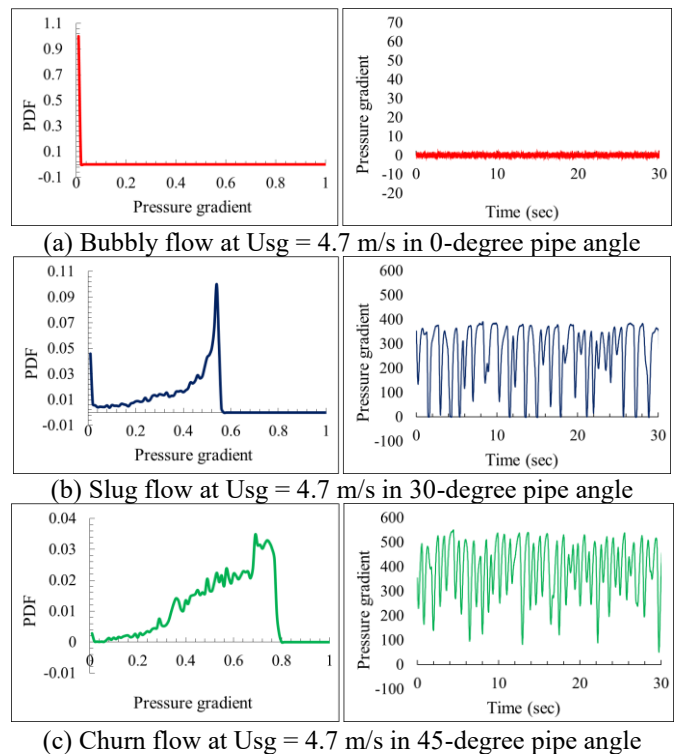 1.1
0.9
0.7
0.5
0.3
0.1
-0.1
PDF
0 0.2 0.4 0.6 0.8 1
Pressure gradient
70
60
50
40
30
20
10
0
-10
-20
Pressure gradient
0 10 20 30
Time (sec)
(a) Bubbly flow at Usg = 4.7 m/s in 0-degree pipe angle
0.11
0.09
0.07
0.05
0.03
0.01
-0.01
PDF
0 0.2 0.4 0.6 0.8 1
Pressure gradient
600
500
400
300
200
100
0
-100
Pressure gradient
0 10 20 30
Time (sec)
(b) Slug flow at Usg = 4.7 m/s in 30-degree pipe angle
0.04
0.03
0.02
0.01
0
-0.01
PDF
0 0.2 0.4 0.6 0.8 1
Pressure gradient
600
500
400
300
200
100
0
-100
Pressure gradient
0 10 20 30
Time (sec)
(c) Churn flow at Usg = 4.7 m/s in 45-degree pipe angle